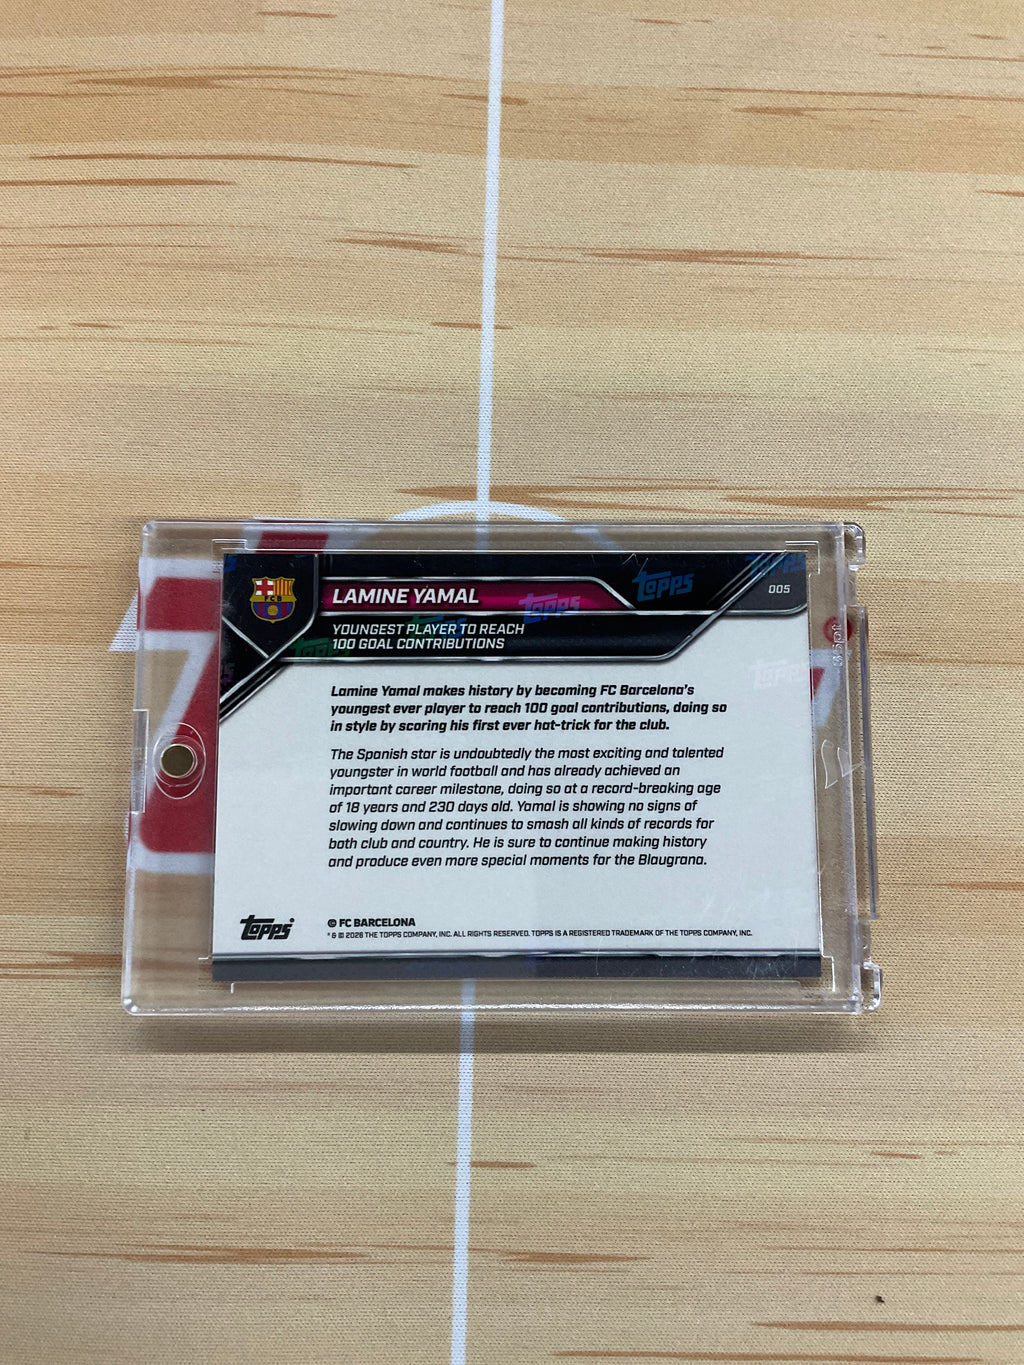 FCB
LAMINE YAMAL
005
YOUNGEST PLAYER TO REACH
100 GOAL CONTRIBUTIONS
Topps
Topps
Topps
Topps
35pt
Lamine Yamal makes history by becoming FC Barcelona's
youngest ever player to reach 100 goal contributions, doing so
in style by scoring his first ever hat-trick for the club.
The Spanish star is undoubtedly the most exciting and talented
youngster in world football and has already achieved an
important career milestone, doing so at a record-breaking age
of 18 years and 230 days old. Yamal is showing no signs of
slowing down and continues to smash all kinds of records for
both club and country. He is sure to continue making history
and produce even more special moments for the Blaugrana.
Topps
© FC BARCELONA
® & © 2026 THE TOPPS COMPANY, INC. ALL RIGHTS RESERVED. TOPPS IS A REGISTERED TRADEMARK OF THE TOPPS COMPANY, INC.